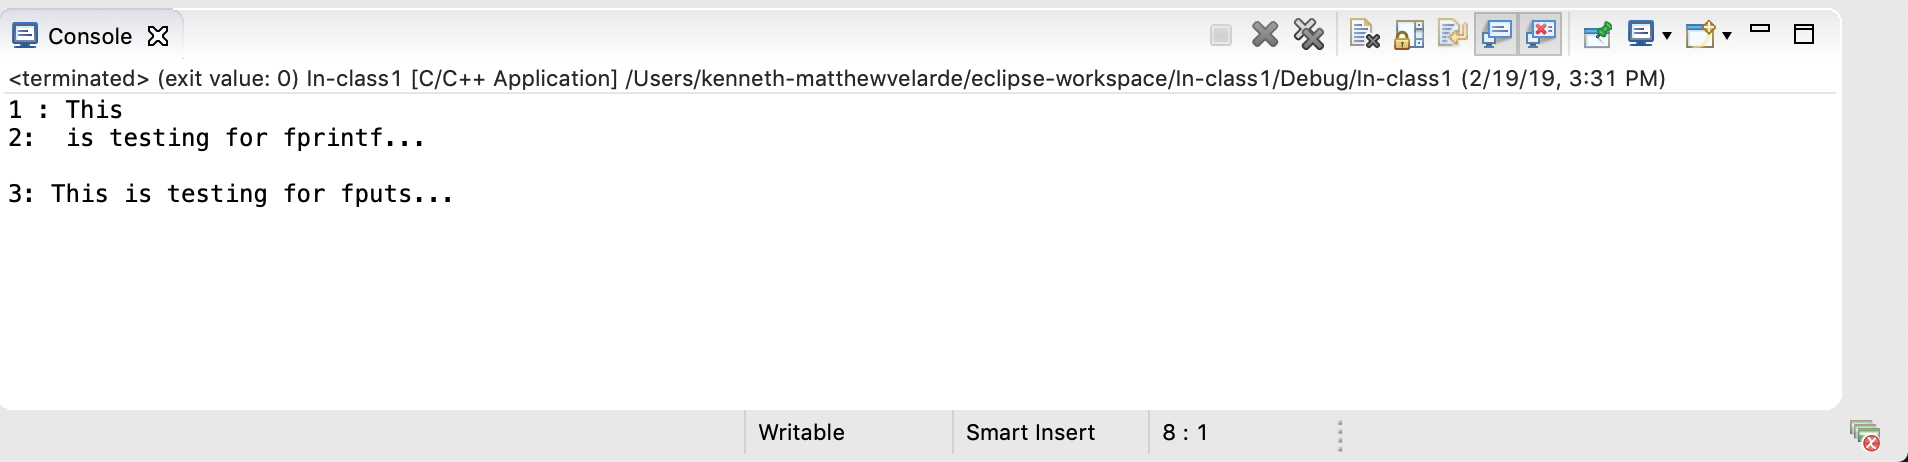 Console
<terminated> (exit value: 0) In-class1 [C/C++ Application] /Users/kenneth-matthewvelarde/eclipse-workspace/In-class1/Debug/In-class1 (2/19/19, 3:31 PM)
1 : This
2:  is testing for fprintf...

3: This is testing for fputs...
Writable Smart Insert 8 : 1